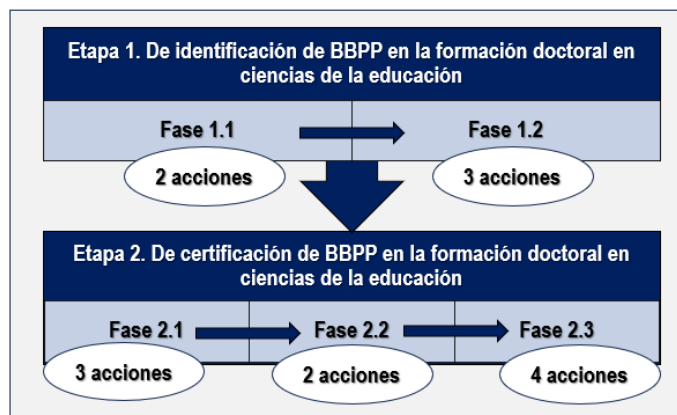 Etapa 1. De identificación de BBPP en la formación doctoral en
ciencias de la educación
Fase 1.1
Fase 1.2
2 acciones
3 acciones
Etapa 2. De certificación de BBPP en la formación doctoral en
ciencias de la educación
Fase 2.1
Fase 2.2
Fase 2.3
3 acciones
2 acciones
4 acciones